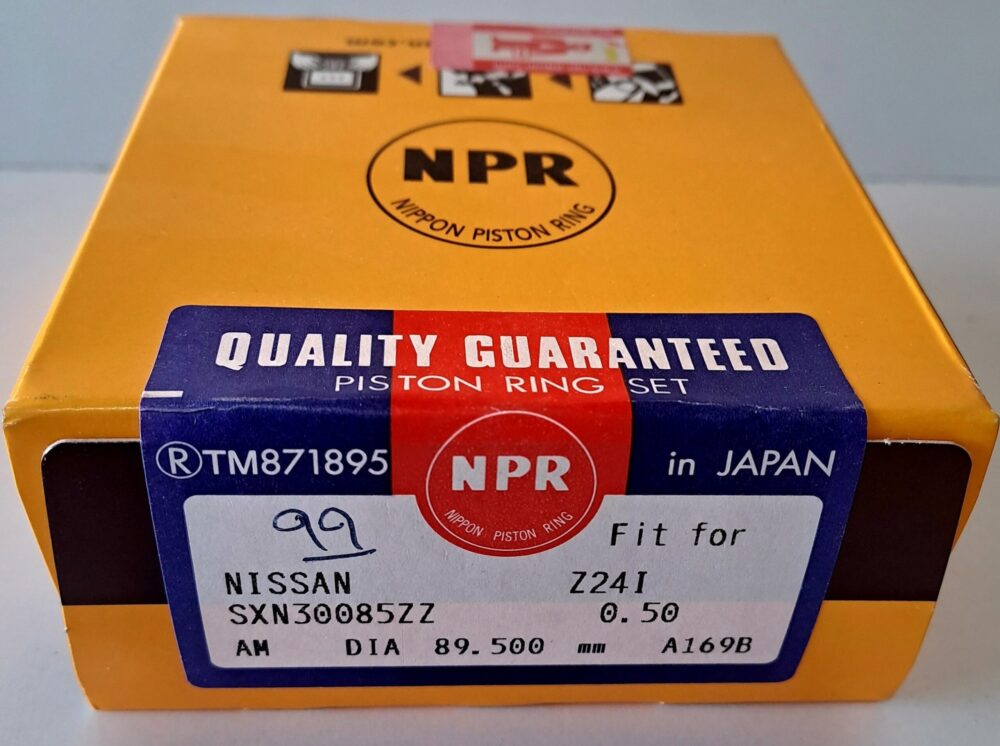 NPR
NIPPON PISTON RING
QUALITY GUARANTEED
PISTON RING SET
®TM871895
NPR
NIPPON PISTON RING
in JAPAN
99
Fit for
NISSAN Z24I
SXN30085ZZ 0.50
AM DIA 89.500 mm A169B